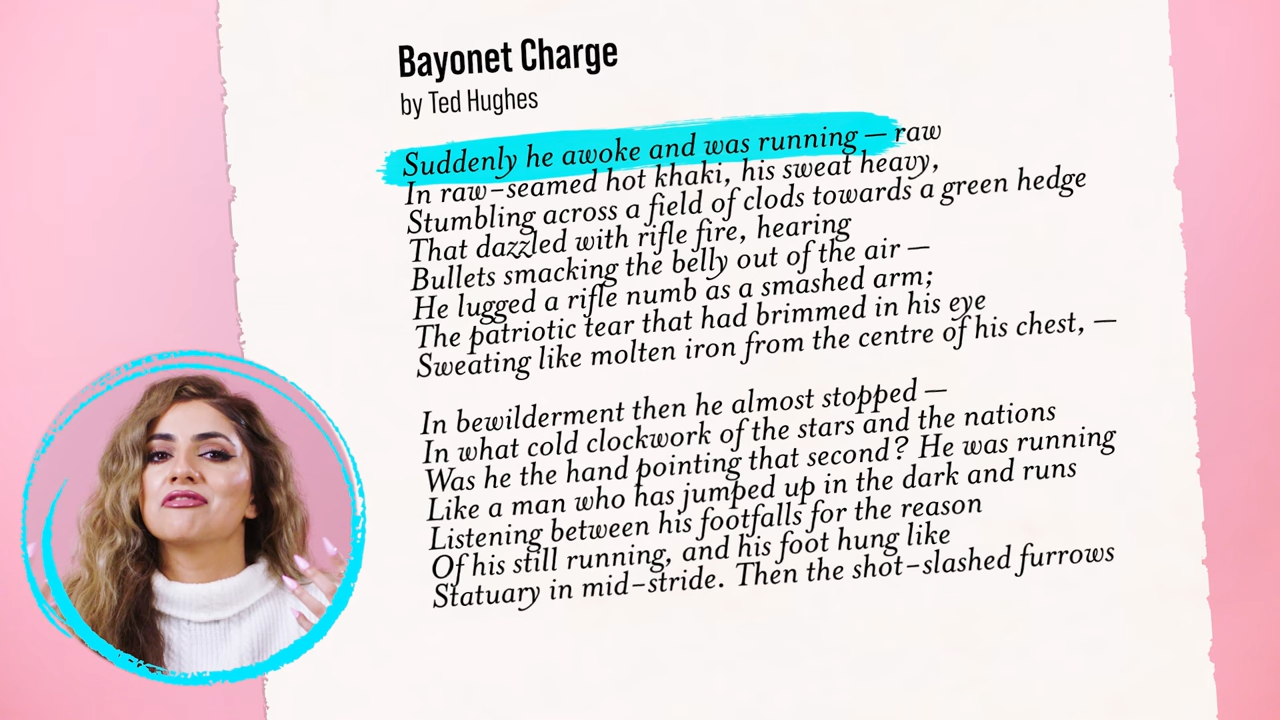 Bayonet Charge
by Ted Hughes
Suddenly he awoke and was running — raw
In raw-seamed hot khaki, his sweat heavy,
Stumbling across a field of clods towards a green hedge
That dazzled with rifle fire, hearing
Bullets smacking the belly out of the air —
He lugged a rifle numb as a smashed arm;
The patriotic tear that had brimmed in his eye
Sweating like molten iron from the centre of his chest, —
In bewilderment then he almost stopped —
In what cold clockwork of the stars and the nations
Was he the hand pointing that second? He was running
Like a man who has jumped up in the dark and runs
Listening between his footfalls for the reason
Of his still running, and his foot hung like
Statuary in mid-stride. Then the shot-slashed furrows